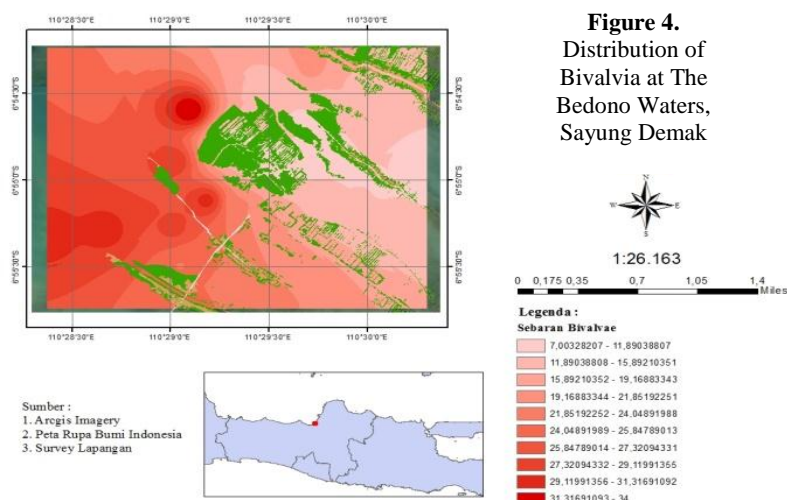 Figure 4.
Distribution of
Bivalvia at The
Bedono Waters,
Sayung Demak
110°28'30"E 110°29'0"E 110°29'30"E 110°30'0"E
6°54'30"S 6°54'30"S
6°55'0"S 6°55'0"S
6°55'30"S 6°55'30"S
110°28'30"E 110°29'0"E 110°29'30"E 110°30'0"E
N
W E
S
1:26.163
0 0,175 0,35 0,7 1,05 1,4
Miles
Legenda :
Sebaran Bivalvae
7,00328207 - 11,89038807
11,89038808 - 15,89210351
15,89210352 - 19,16883343
19,16883344 - 21,85192251
21,85192252 - 24,04891988
24,04891989 - 25,84789013
25,84789014 - 27,32094331
27,32094332 - 29,11991355
29,11991356 - 31,31691092
31,31691093 - 34
Sumber :
1. Arcgis Imagery
2. Peta Rupa Bumi Indonesia
3. Survey Lapangan